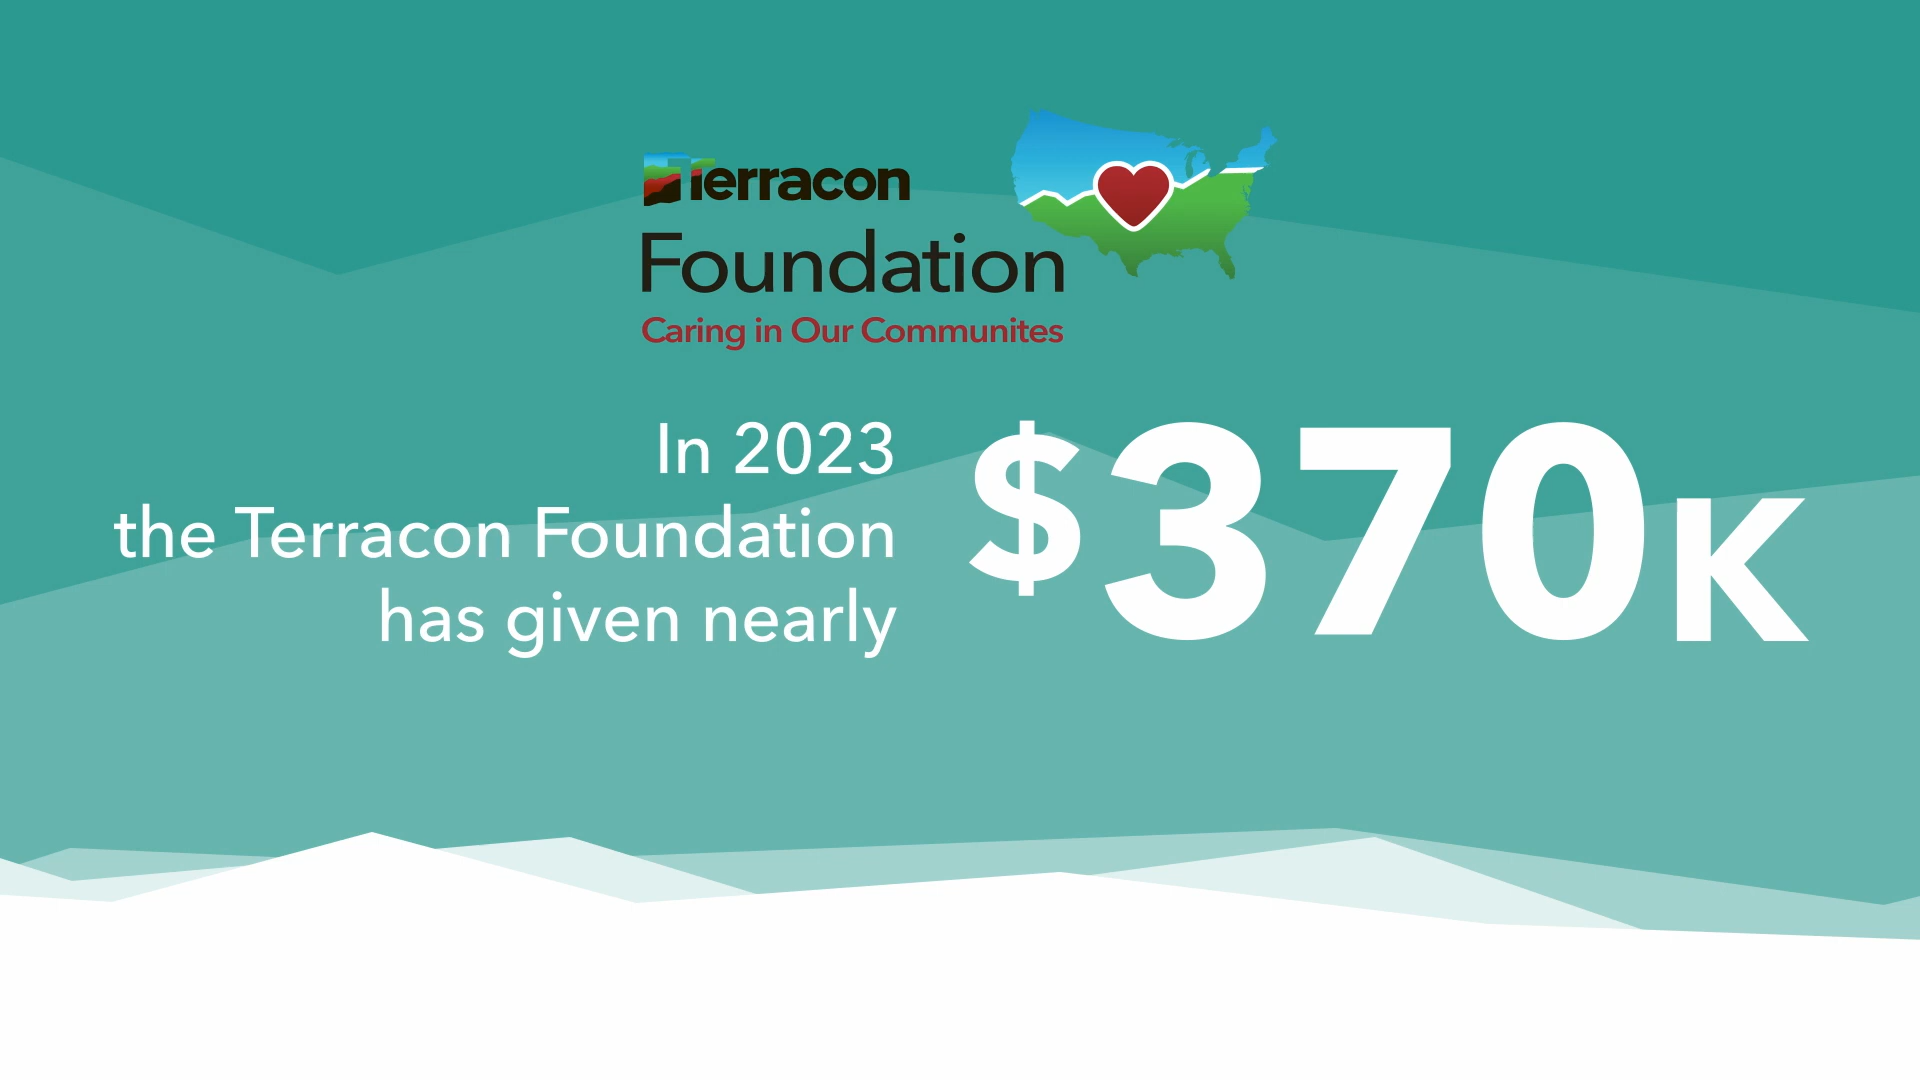 Terracon
Foundation
Caring in Our Communites
In 2023
the Terracon Foundation
has given nearly
$370K